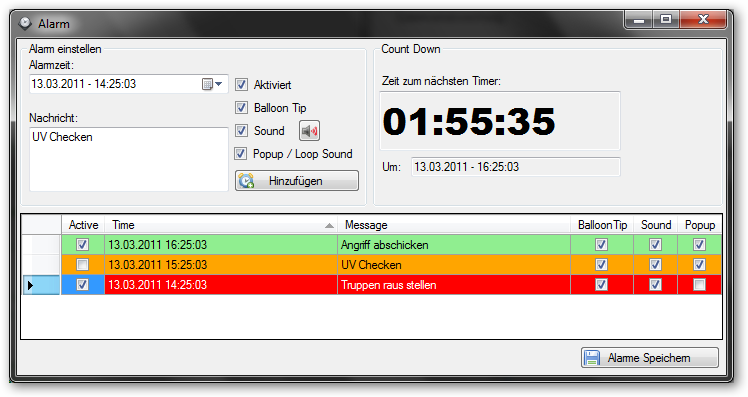 Alarm
Alarm einstellen
Alarmzeit:
13.03.2011 - 14:25:03
Aktiviert
Balloon Tip
Nachricht:
Sound
UV Checken
Popup / Loop Sound
Hinzufügen
Count Down
Zeit zum nächsten Timer:
01:55:35
Um: 13.03.2011 - 16:25:03
Active Time Message BalloonTip Sound Popup
13.03.2011 16:25:03 Angriff abschicken
13.03.2011 15:25:03 UV Checken
13.03.2011 14:25:03 Truppen raus stellen
Alarme Speichern